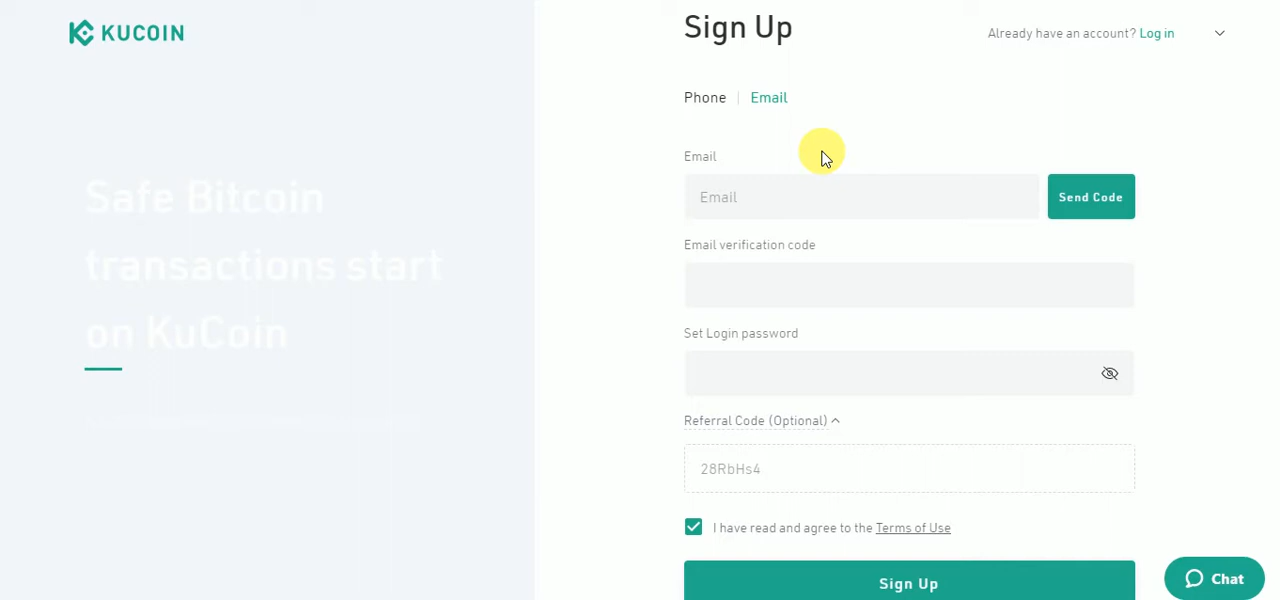 KUCOIN
Safe Bitcoin
transactions start
on KuCoin
Sign Up
Already have an account? Log in
Phone | Email
Email
Email
Send Code
Email verification code
Set Login password
Referral Code (Optional)
28RbHs4
I have read and agree to the Terms of Use
Sign Up
Chat